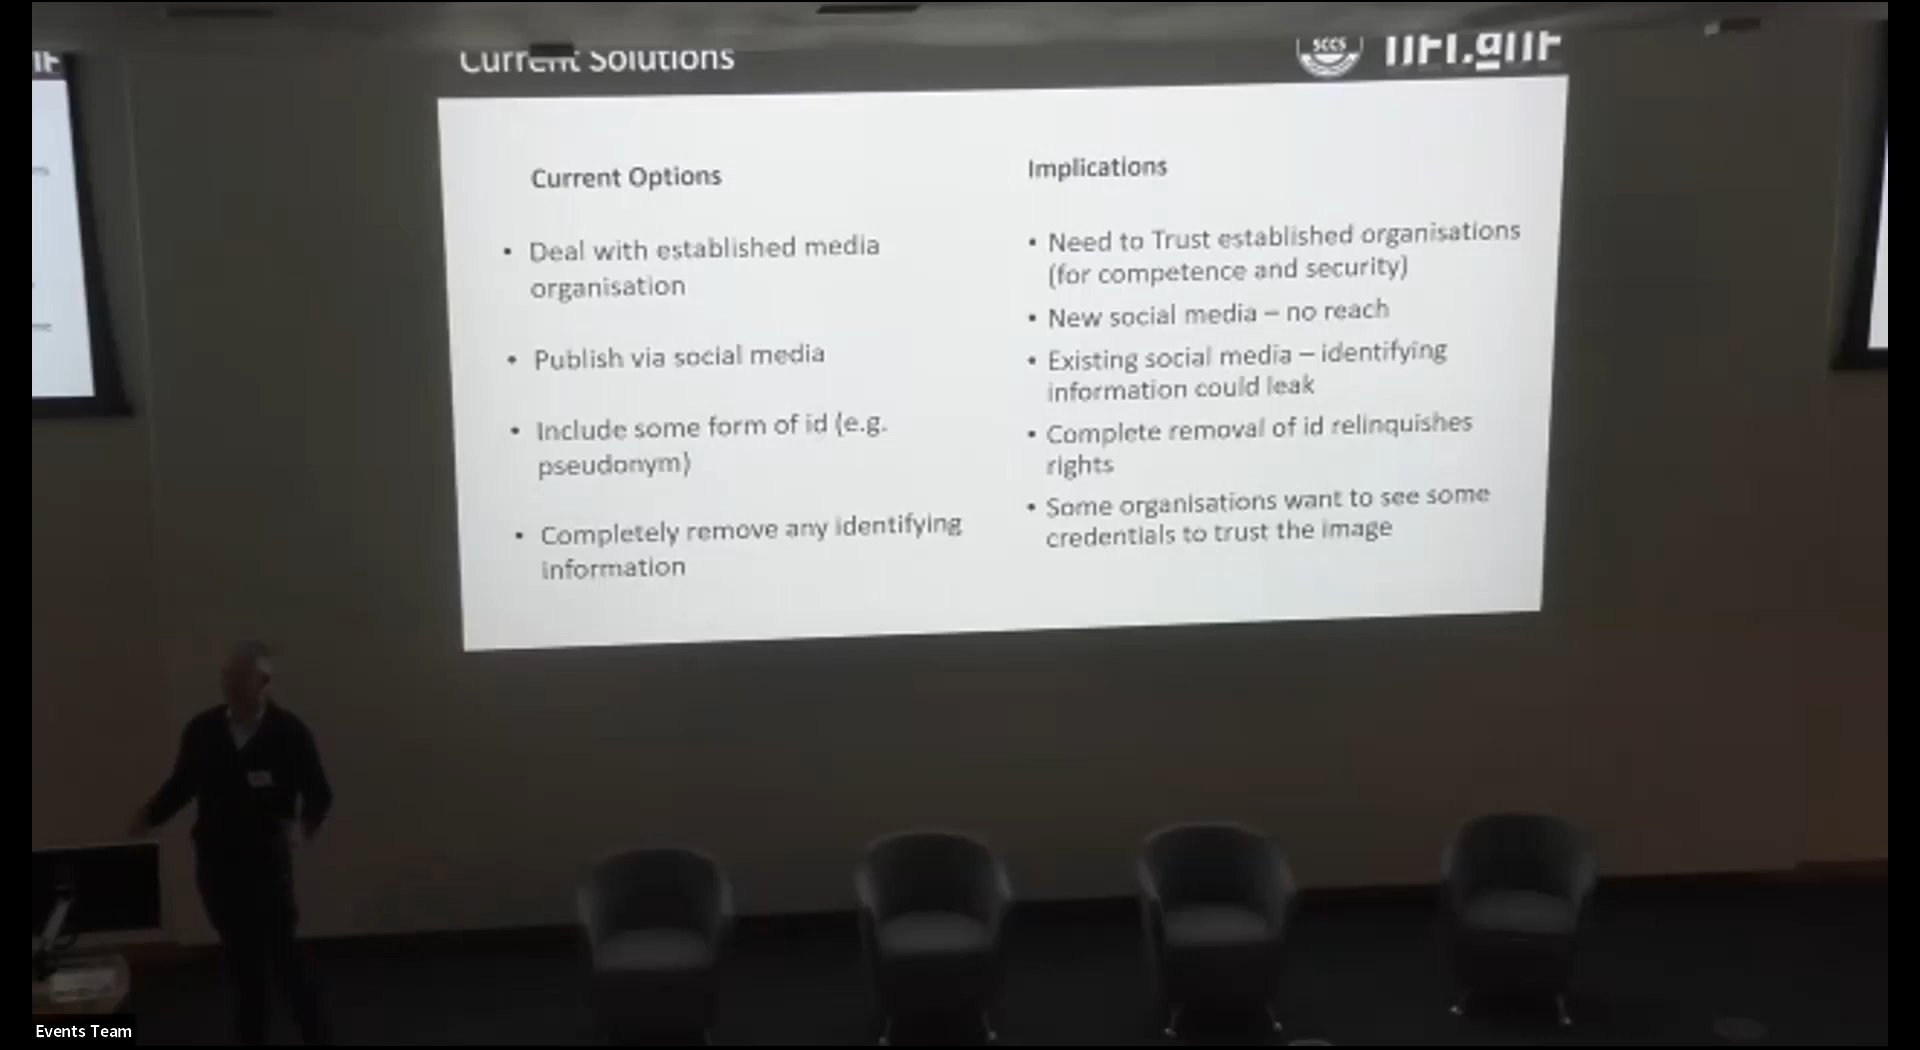 Current Solutions
SCCS
Current Options
Deal with established media
organisation
Publish via social media
Include some form of id (e.g.
pseudonym)
Completely remove any identifying
information
Implications
Need to Trust established organisations
(for competence and security)
New social media – no reach
Existing social media – identifying
information could leak
Complete removal of id relinquishes
rights
Some organisations want to see some
credentials to trust the image
Events Team